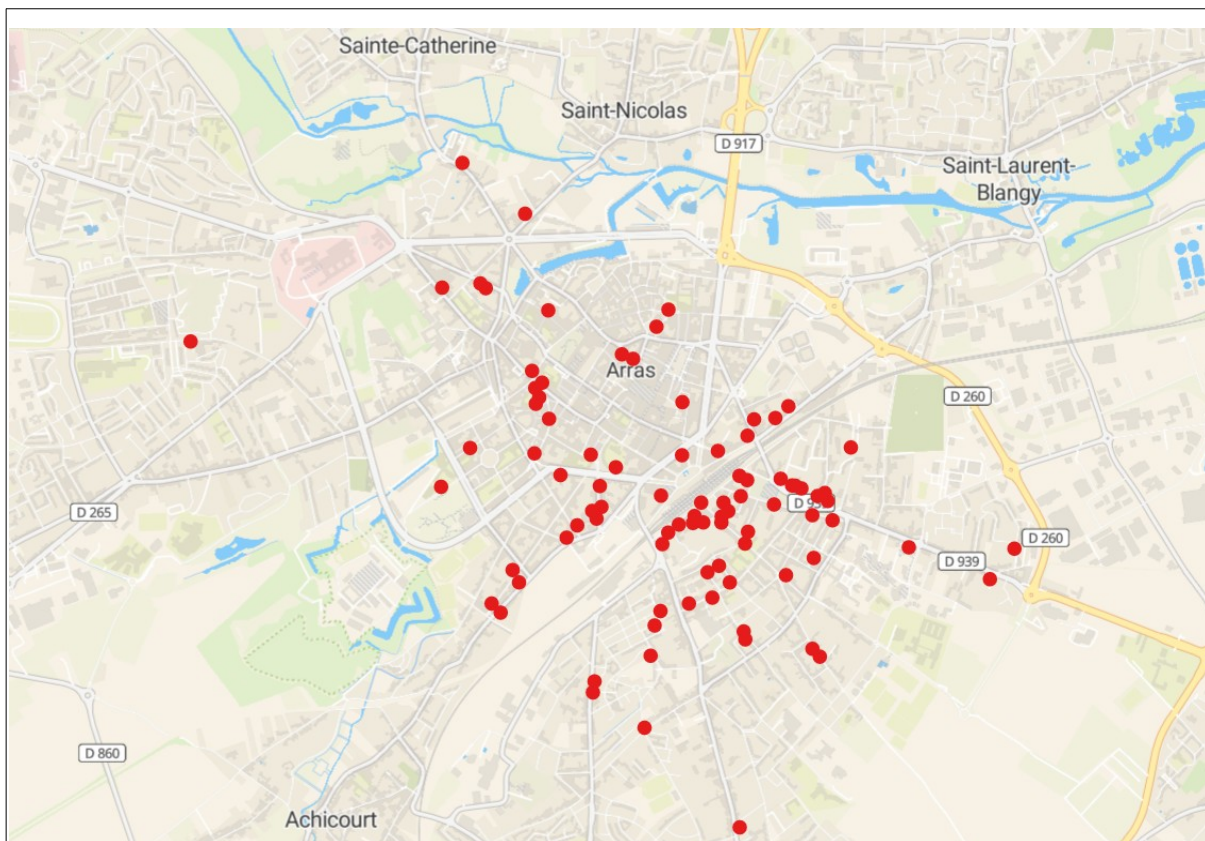 Sainte-Catherine
Saint-Nicolas
D 917
Saint-Laurent-
Blangy
Arras
D 260
D 265
D 260
D 939
D 860
Achicourt